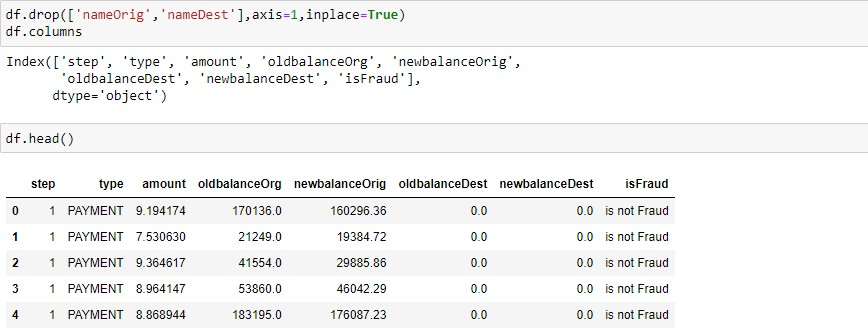 df.drop(['nameOrig','nameDest'],axis=1,inplace=True)
df.columns
Index(['step', 'type', 'amount', 'oldbalanceOrg', 'newbalanceOrig',
'oldbalanceDest', 'newbalanceDest', 'isFraud'],
dtype='object')
df.head()
step type amount oldbalanceOrg newbalanceOrig oldbalanceDest newbalanceDest isFraud
0 1 PAYMENT 9.194174 170136.0 160296.36 0.0 0.0 is not Fraud
1 1 PAYMENT 7.530630 21249.0 19384.72 0.0 0.0 is not Fraud
2 1 PAYMENT 9.364617 41554.0 29885.86 0.0 0.0 is not Fraud
3 1 PAYMENT 8.964147 53860.0 46042.29 0.0 0.0 is not Fraud
4 1 PAYMENT 8.868944 183195.0 176087.23 0.0 0.0 is not Fraud